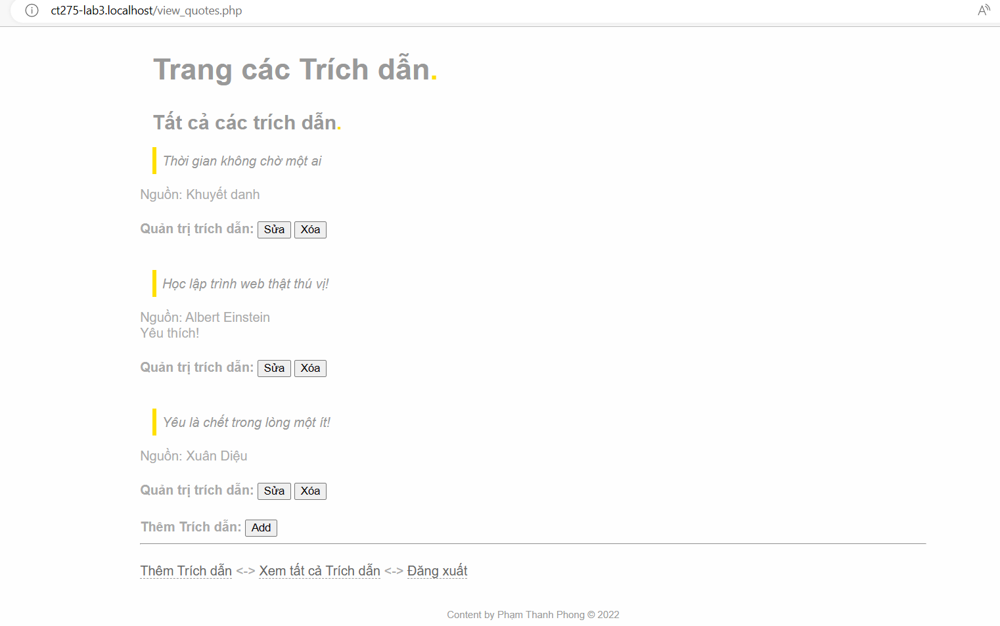 ct275-lab3.localhost/view_quotes.php
Trang các Trích dẫn.
Tất cả các trích dẫn.
Thời gian không chờ một ai
Nguồn: Khuyết danh
Quản trị trích dẫn: Sửa Xóa
Học lập trình web thật thú vị!
Nguồn: Albert Einstein
Yêu thích!
Quản trị trích dẫn: Sửa Xóa
Yêu là chết trong lòng một ít!
Nguồn: Xuân Diệu
Quản trị trích dẫn: Sửa Xóa
Thêm Trích dẫn: Add
Thêm Trích dẫn <-> Xem tất cả Trích dẫn <-> Đăng xuất
Content by Phạm Thanh Phong © 2022